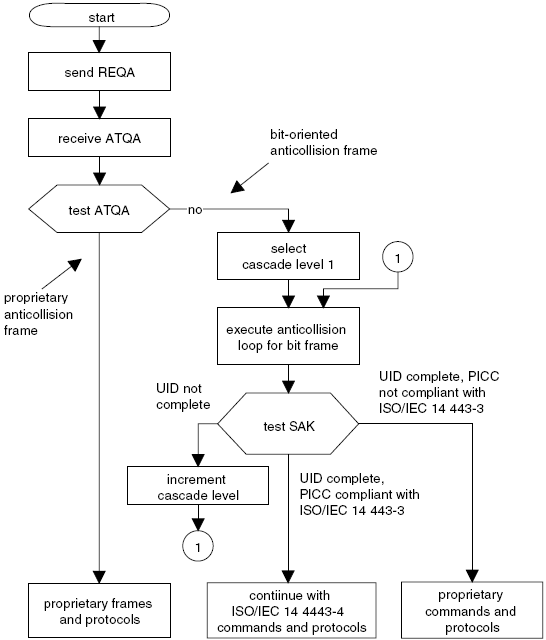 start
send REQA
receive ATQA
bit-oriented
anticollision frame
test ATQA
no
select
cascade level 1
1
proprietary
anticollision
frame
execute anticollision
loop for bit frame
UID not
complete
UID complete, PICC
not compliant with
ISO/IEC 14 443-3
test SAK
increment
cascade level
UID complete,
PICC compliant with
ISO/IEC 14 443-3
1
proprietary frames
and protocols
contiinue with
ISO/IEC 14 4443-4
commands and protocols
proprietary
commands and
protocols